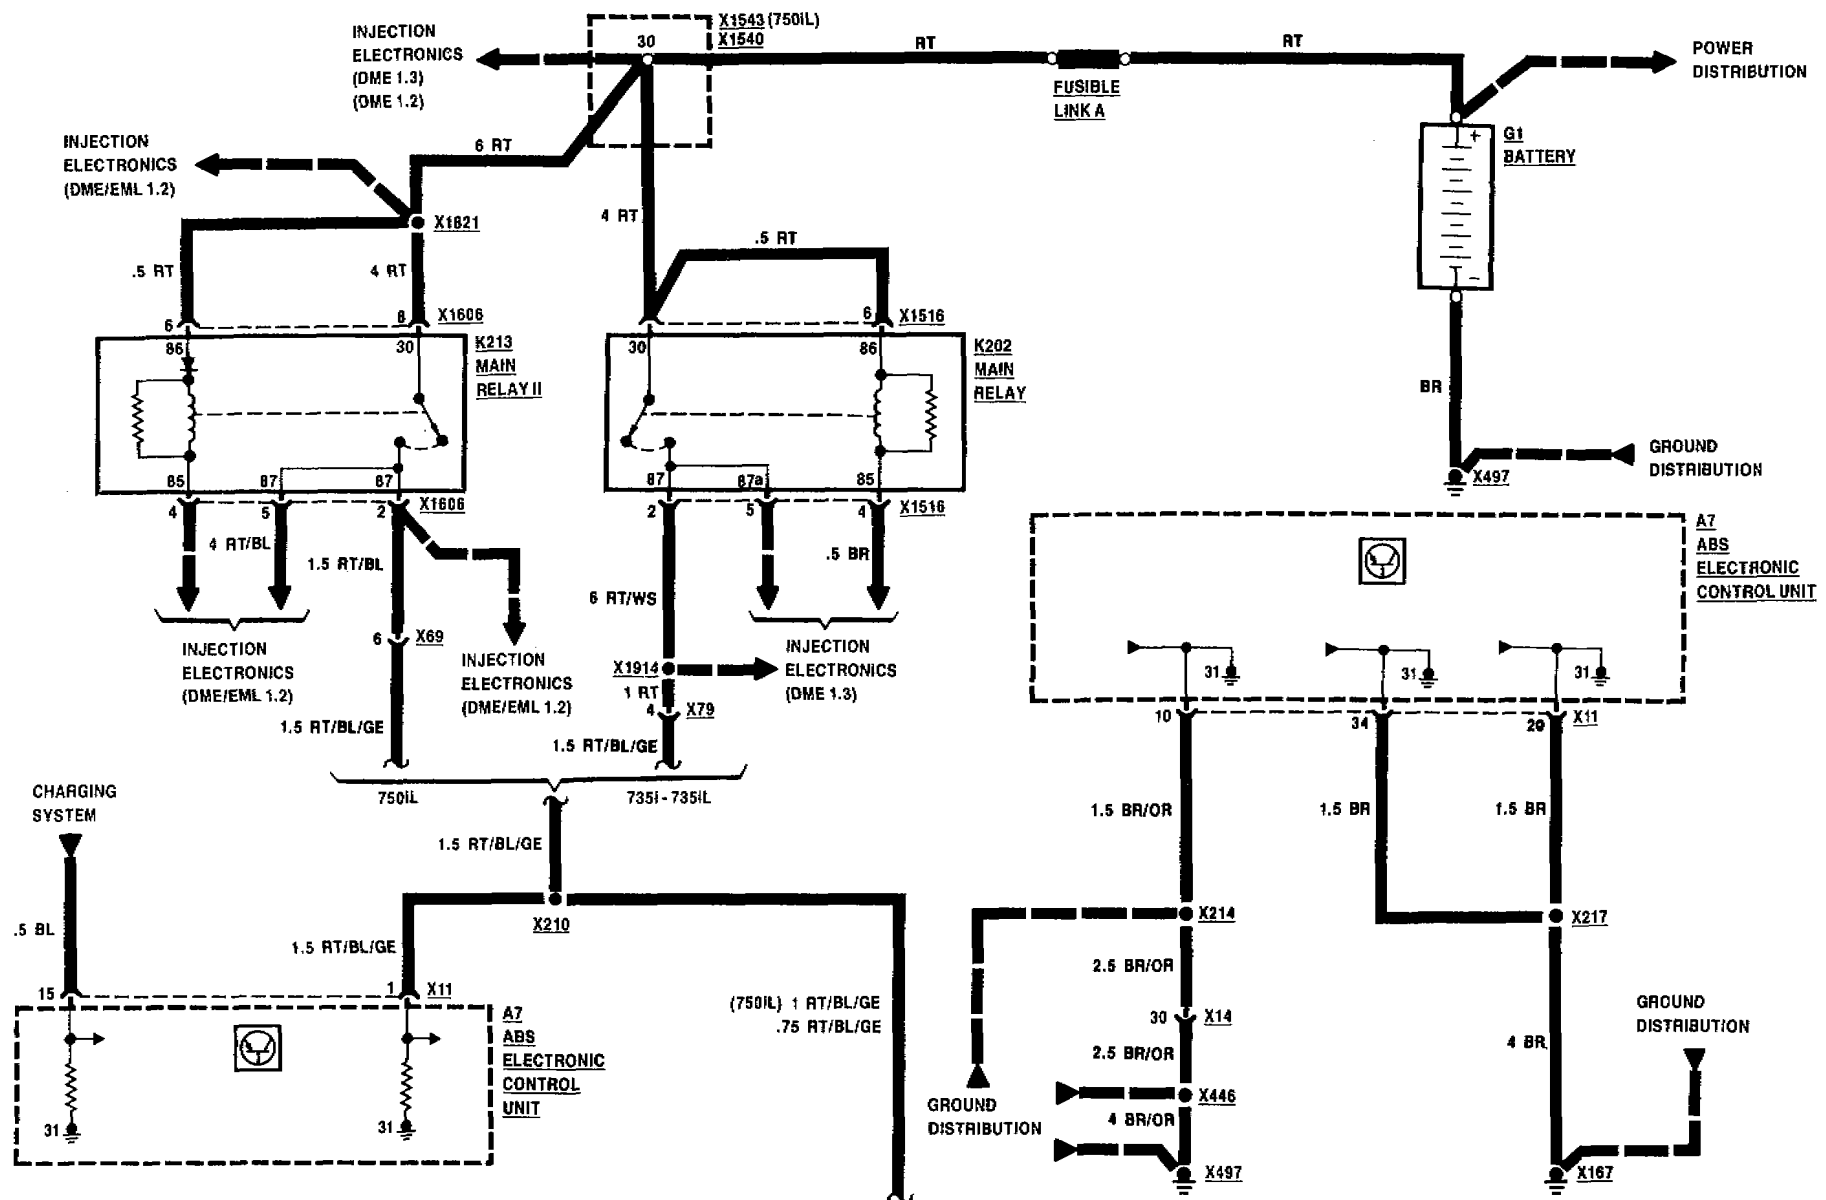 INJECTION
ELECTRONICS
(DME 1.3)
(DME 1.2)
X1543 (750iL)
X1540
30
RT
FUSIBLE
LINK A
RT
POWER
DISTRIBUTION
INJECTION
ELECTRONICS
(DME/EML 1.2)
6 RT
G1
BATTERY
+
−
X1821
4 RT
.5 RT
.5 RT
4 RT
6
8
X1606
6
X1516
86
30
K213
MAIN
RELAY II
30
86
K202
MAIN
RELAY
BR
GROUND
DISTRIBUTION
X497
85
87
87
X1606
87
87a
85
X1516
4
5
2
2
5
4
4 RT/BL
1.5 RT/BL
.5 BR
6 RT/WS
A7
ABS
ELECTRONIC
CONTROL UNIT
INJECTION
ELECTRONICS
(DME/EML 1.2)
6
X69
INJECTION
ELECTRONICS
(DME/EML 1.2)
X1914
INJECTION
ELECTRONICS
(DME 1.3)
1 RT
4
X79
31
31
31
10
34
20
X11
1.5 RT/BL/GE
1.5 RT/BL/GE
750iL
735i - 735iL
CHARGING
SYSTEM
1.5 RT/BL/GE
1.5 BR/OR
1.5 BR
1.5 BR
X210
X214
X217
.5 BL
1.5 RT/BL/GE
2.5 BR/OR
15
1
X11
(750iL) 1 RT/BL/GE
.75 RT/BL/GE
30
X14
GROUND
DISTRIBUTION
A7
ABS
ELECTRONIC
CONTROL
UNIT
2.5 BR/OR
4 BR
X446
GROUND
DISTRIBUTION
4 BR/OR
31
31
X497
X167